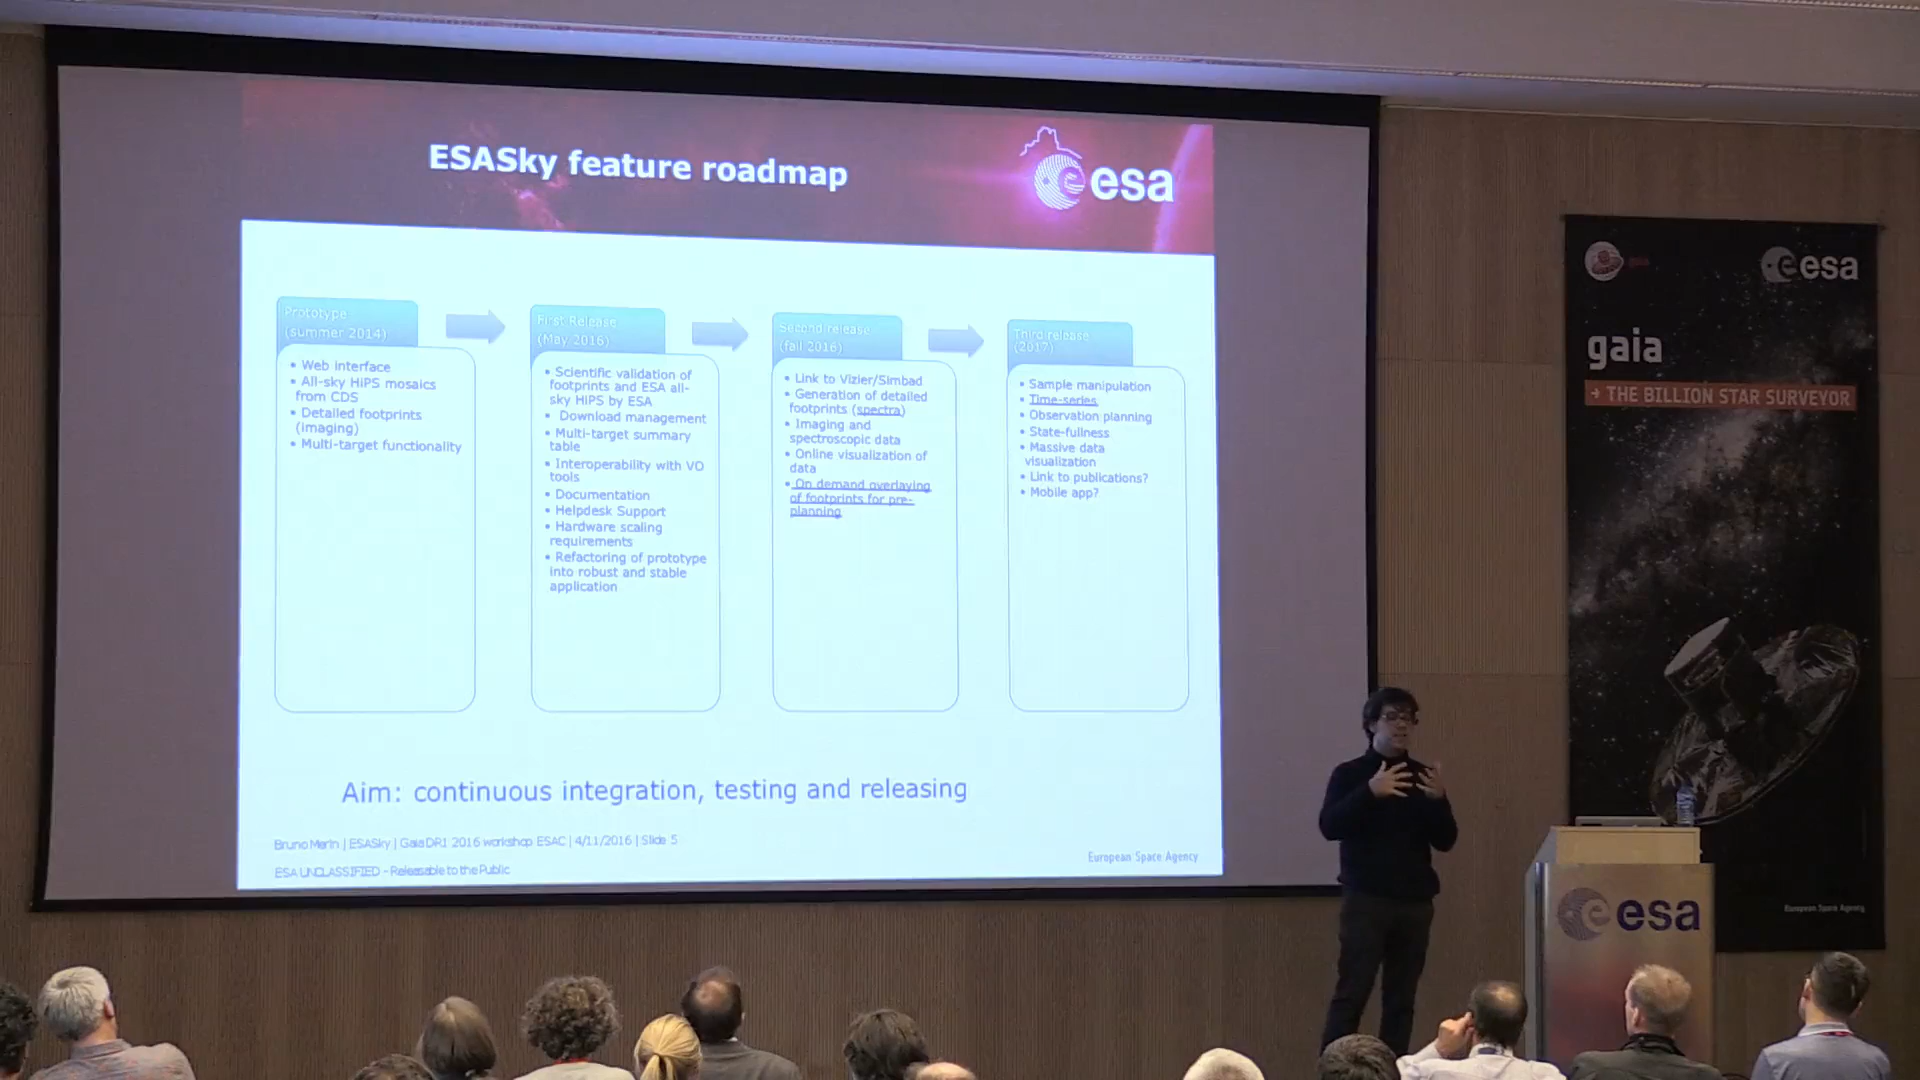 ESASky feature roadmap
esa
Prototype
(summer 2014)
• Web interface
• All-sky HiPS mosaics
from CDS
• Detailed footprints
(imaging)
• Multi-target functionality
First Release
(May 2016)
• Scientific validation of
footprints and ESA all-
sky HiPS by ESA
• Download management
• Multi-target summary
table
• Interoperability with VO
tools
• Documentation
• Helpdesk Support
• Hardware scaling
requirements
• Refactoring of prototype
into robust and stable
application
Second release
(fall 2016)
• Link to Vizier/Simbad
• Generation of detailed
footprints (spectra)
• Imaging and
spectroscopic data
• Online visualization of
data
• On demand overlaying
of footprints for pre-
planning
Third release
(2017)
• Sample manipulation
• Time-series
• Observation planning
• State-fullness
• Massive data
visualization
• Link to publications?
• Mobile app?
Aim: continuous integration, testing and releasing
Bruno Merín | ESASky | Gaia DR1 2016 workshop ESAC | 4/11/2016 | Slide 5
ESA UNCLASSIFIED - Releasable to the Public
European Space Agency
gaia
esa
gaia
→ THE BILLION STAR SURVEYOR
European Space Agency
esa